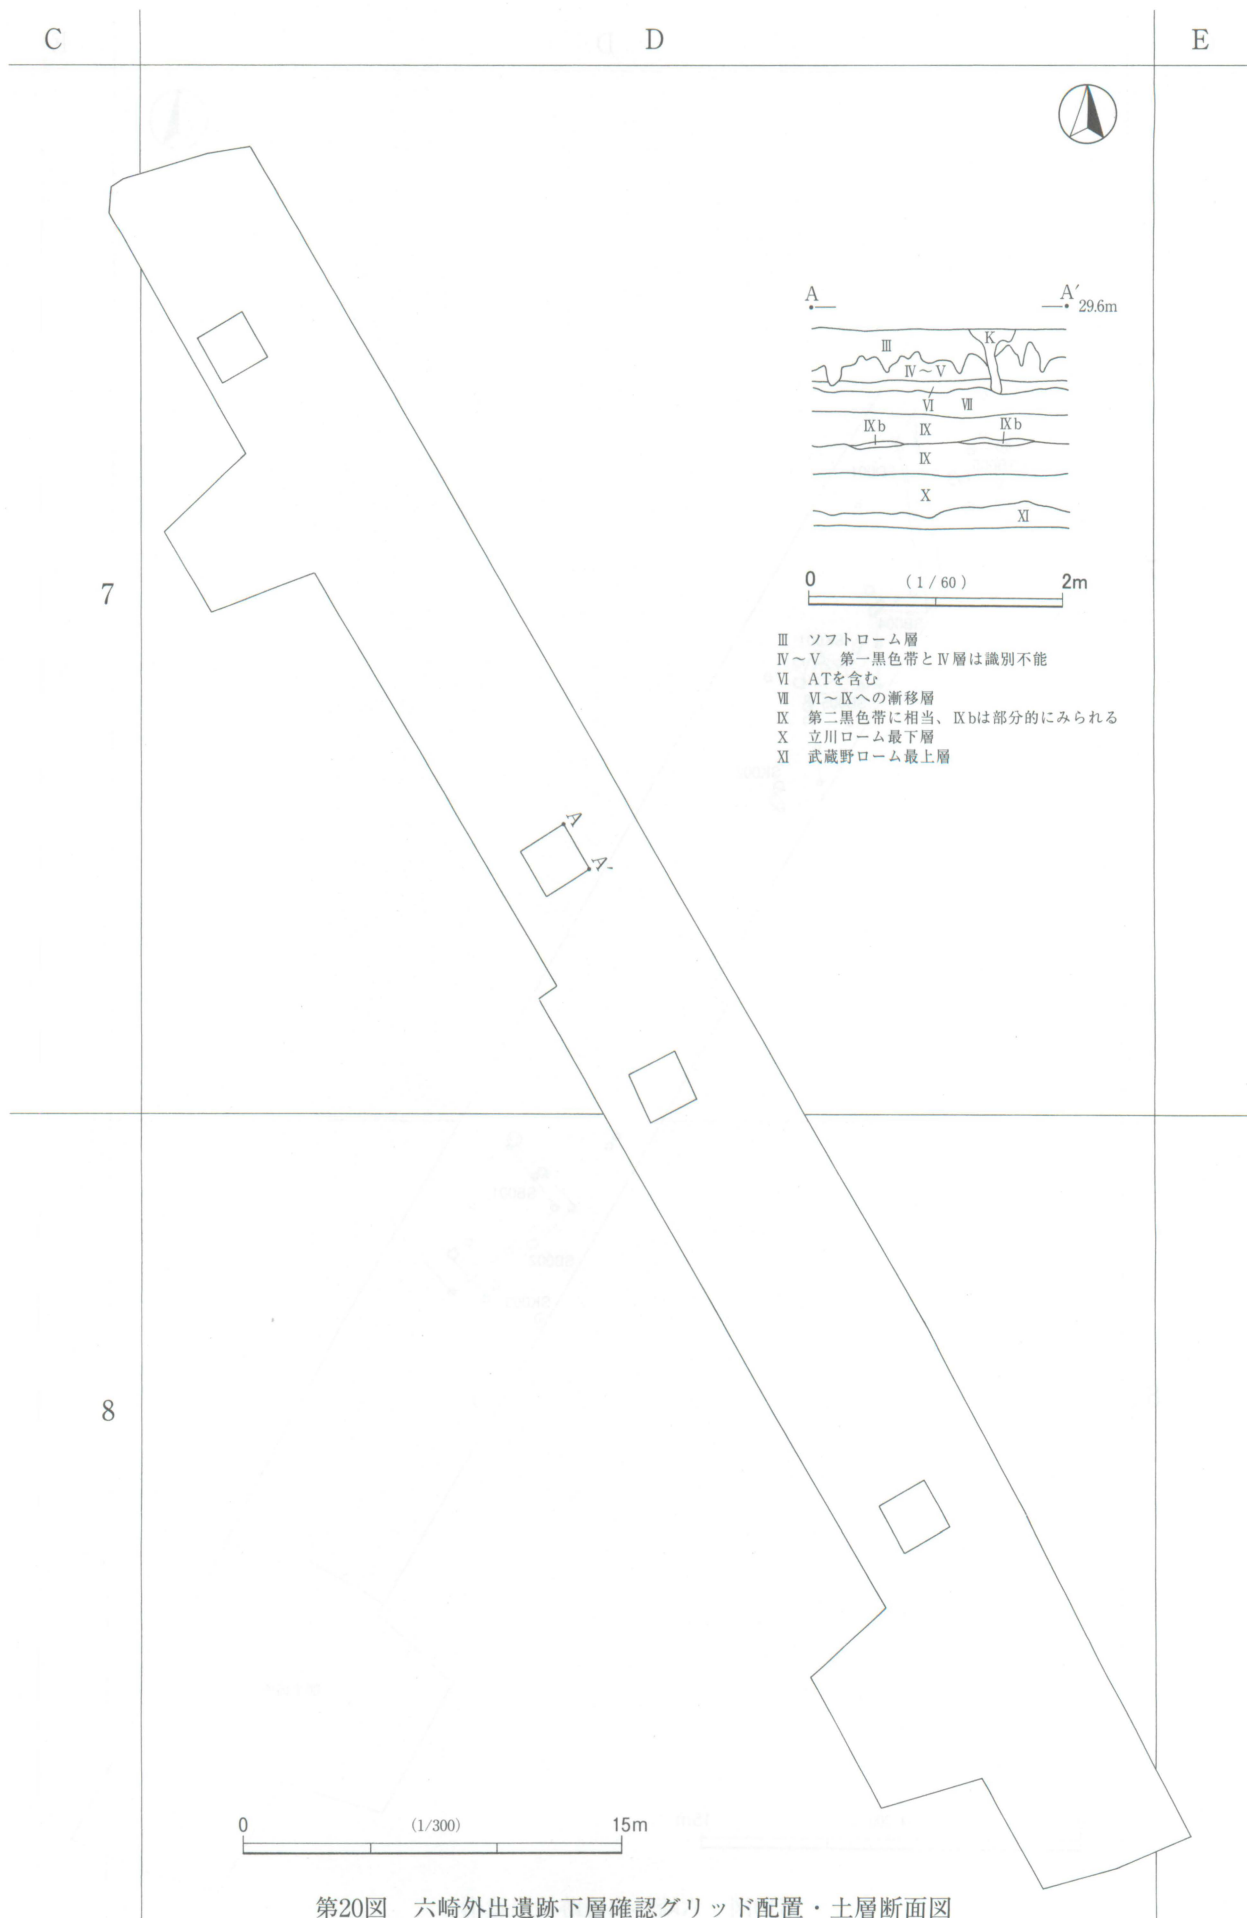 C
D
E
A
A′
29.6m
K
Ⅲ
Ⅳ～Ⅴ
Ⅵ
Ⅶ
Ⅸb
Ⅸ
Ⅸb
Ⅸ
Ⅹ
Ⅺ
0 (1/60) 2m
Ⅲ ソフトローム層
Ⅳ～Ⅴ 第一黒色帯とⅣ層は識別不能
Ⅵ ATを含む
Ⅶ Ⅵ～Ⅸへの漸移層
Ⅸ 第二黒色帯に相当、Ⅸbは部分的にみられる
Ⅹ 立川ローム最下層
Ⅺ 武蔵野ローム最上層
7
A
A′
8
0 (1/300) 15m
第20図 六崎外出遺跡下層確認グリッド配置・土層断面図